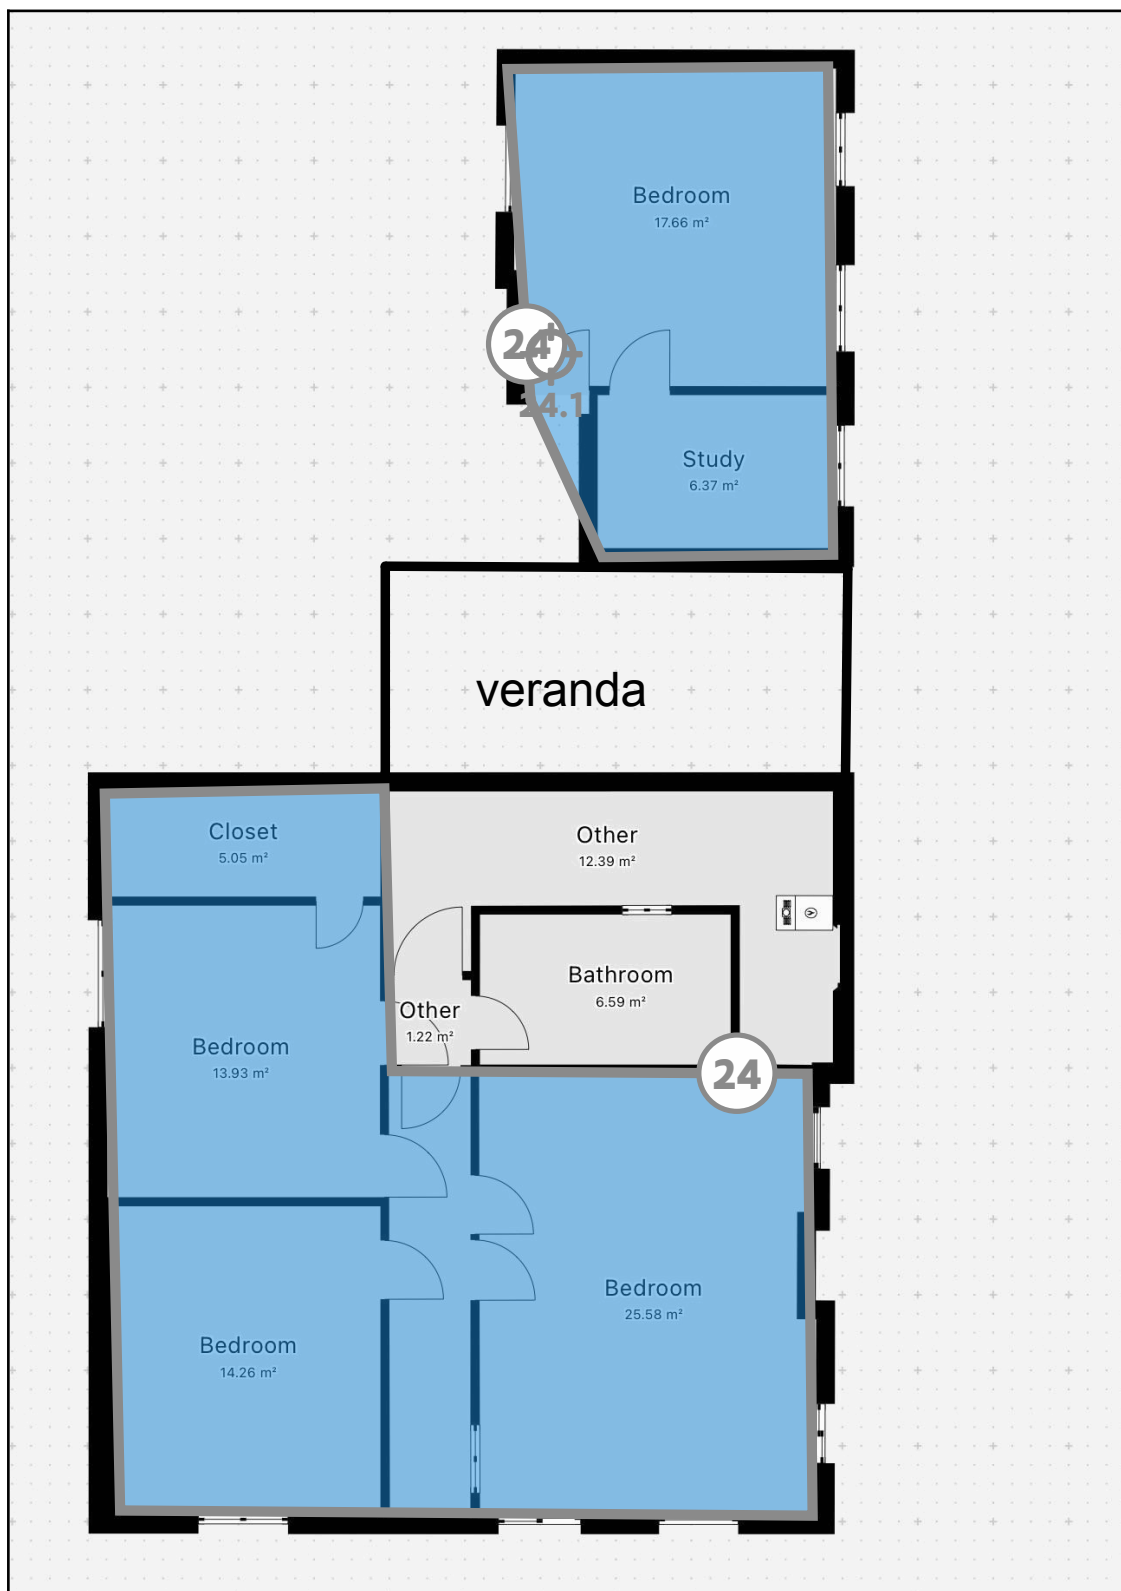 Bedroom
17.66 m²
24
24.1
Study
6.37 m²
veranda
Closet
5.05 m²
Other
12.39 m²
Bathroom
6.59 m²
Other
1.22 m²
Bedroom
13.93 m²
24
Bedroom
25.58 m²
Bedroom
14.26 m²